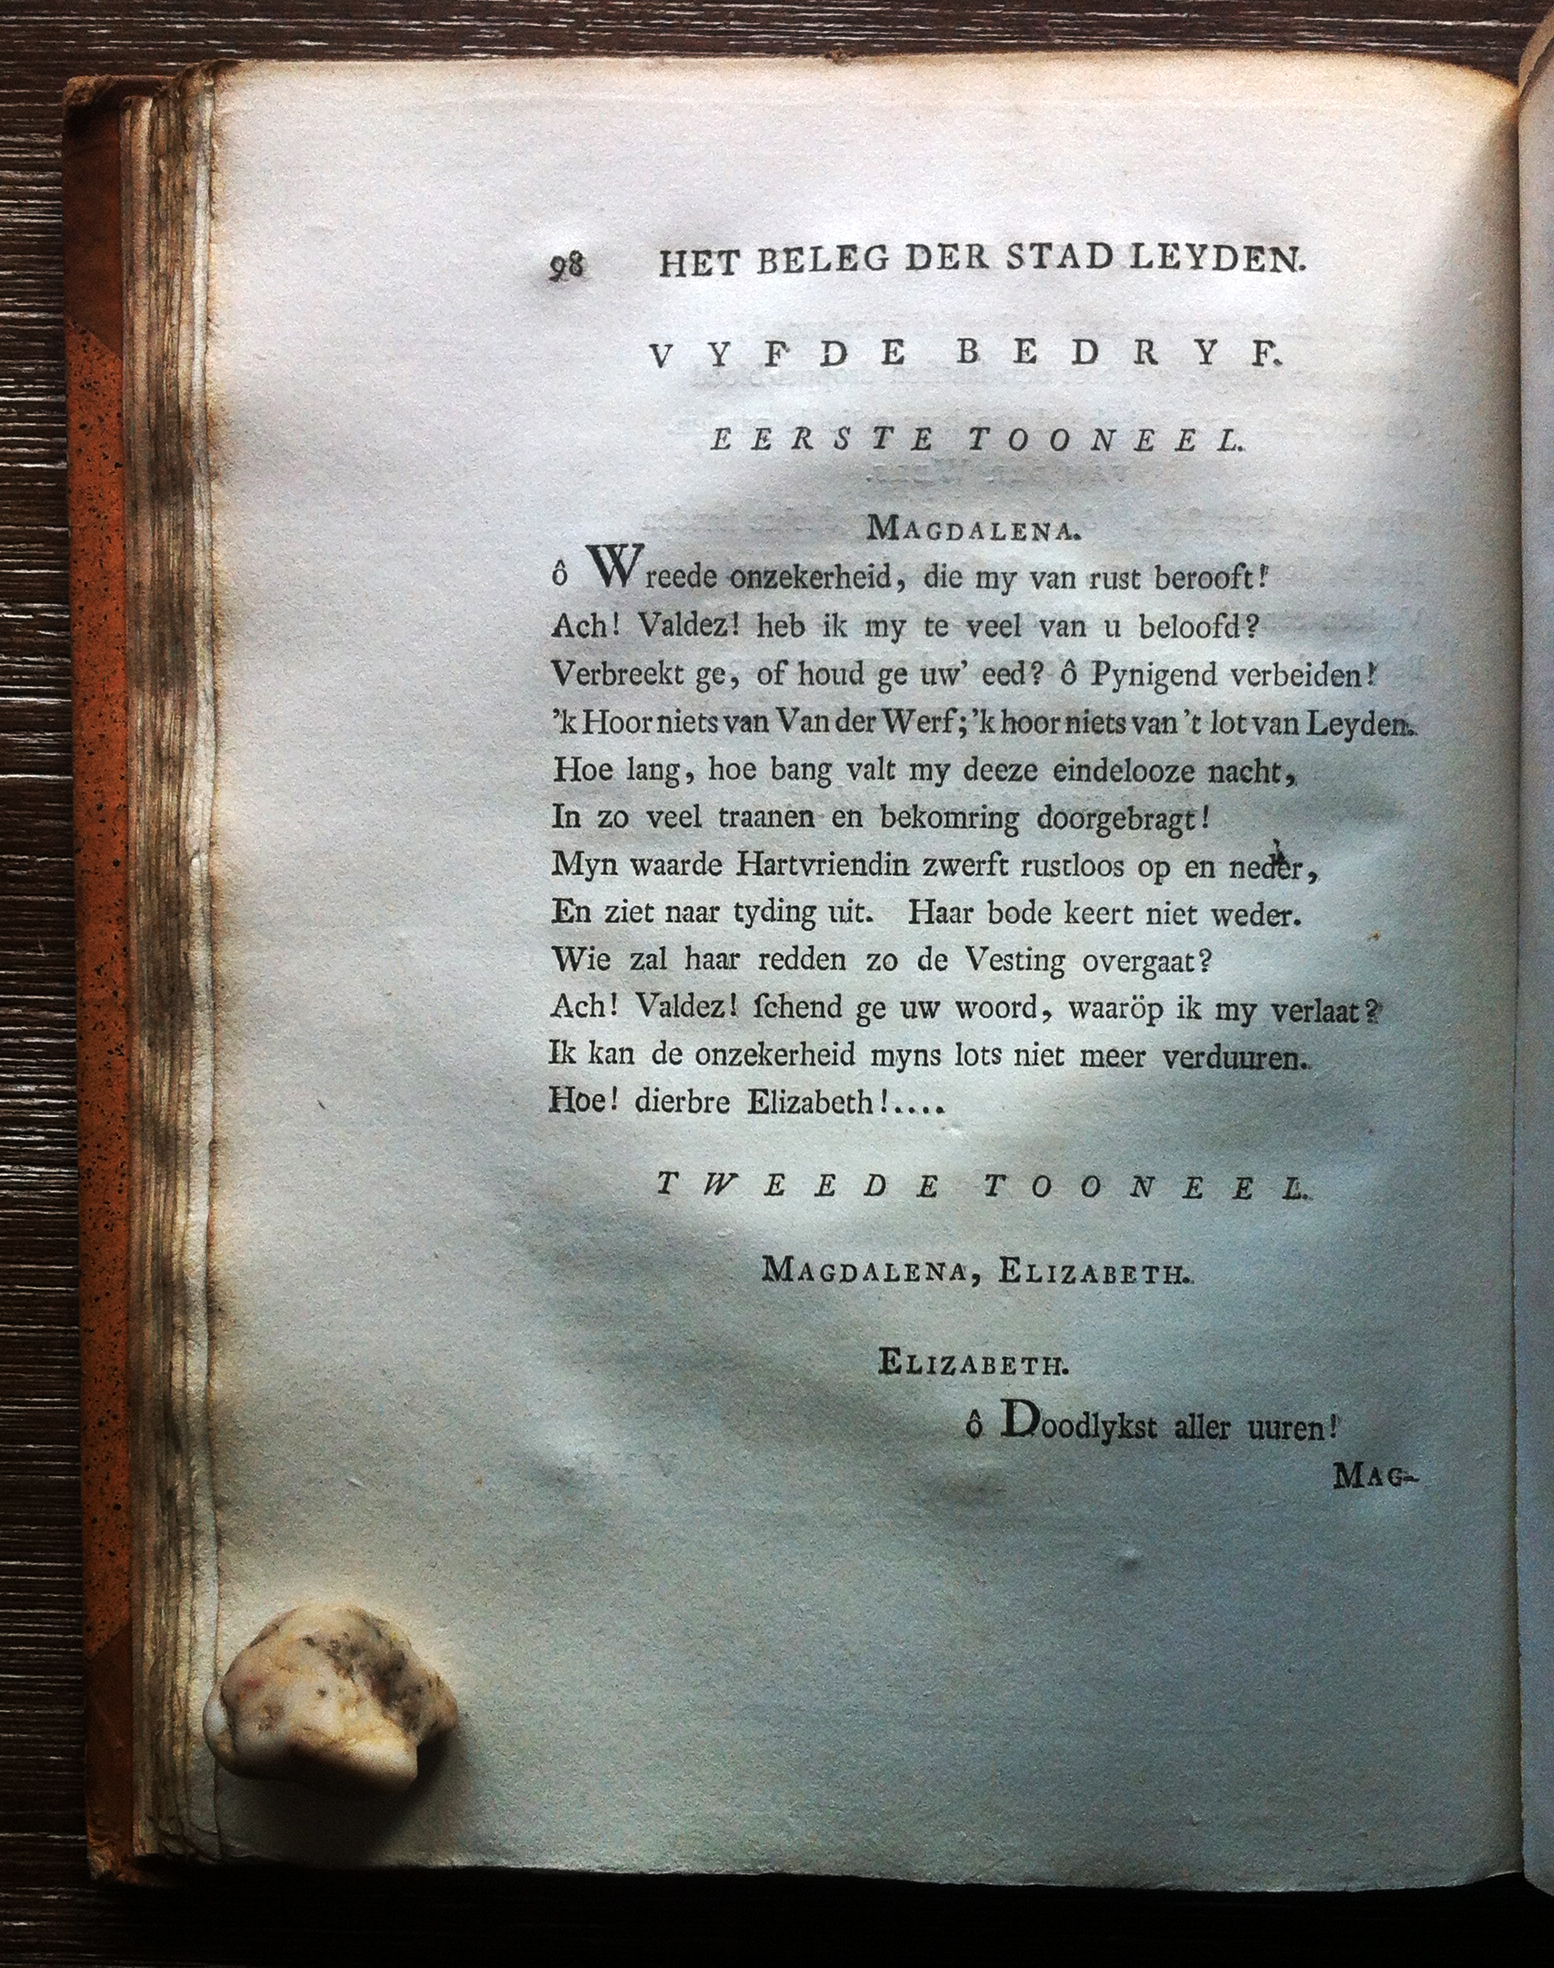 98 HET BELEG DER STAD LEYDEN.
VYFDE BEDRYF.
EERSTE TOONEEL.
MAGDALENA.
ô Wreede onzekerheid, die my van rust berooft!
Ach! Valdez! heb ik my te veel van u beloofd?
Verbreekt ge, of houd ge uw' eed? ô Pynigend verbeiden!
'k Hoor niets van Van der Werf; 'k hoor niets van 't lot van Leyden.
Hoe lang, hoe bang valt my deeze eindelooze nacht,
In zo veel traanen en bekomring doorgebragt!
Myn waarde Hartvriendin zwerft rustloos op en neder,
En ziet naar tyding uit. Haar bode keert niet weder.
Wie zal haar redden zo de Vesting overgaat?
Ach! Valdez! ſchend ge uw woord, waaröp ik my verlaat?
Ik kan de onzekerheid myns lots niet meer verduuren.
Hoe! dierbre Elizabeth!....
TWEEDE TOONEEL.
MAGDALENA, ELIZABETH.
ELIZABETH.
ô Doodlykst aller uuren!
MAG-